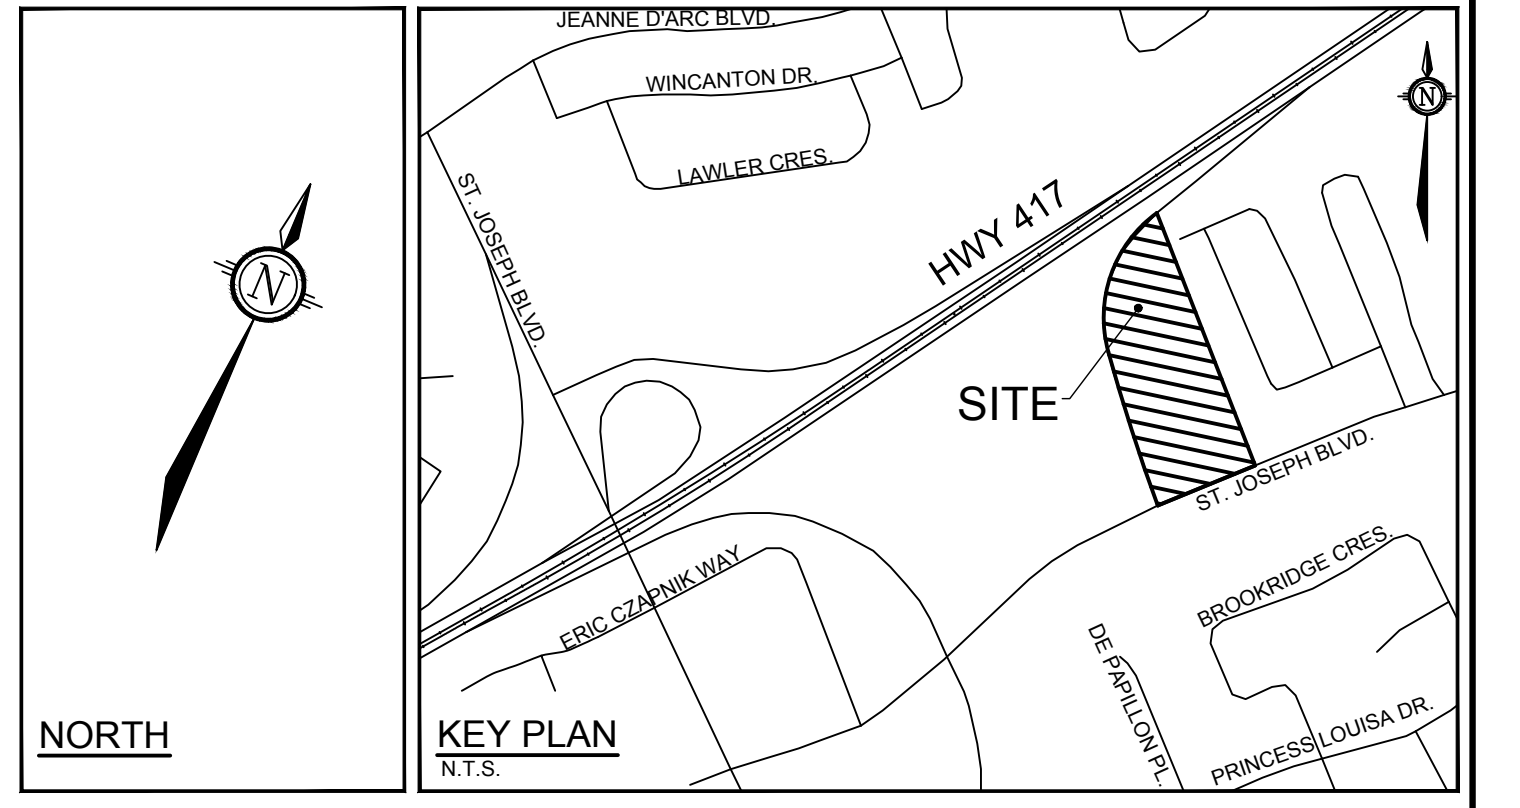 N
NORTH
JEANNE D'ARC BLVD.
WINCANTON DR.
LAWLER CRES.
ST. JOSEPH BLVD.
HWY 417
N
SITE
ST. JOSEPH BLVD.
ERIC CZAPNIK WAY
BROOKRIDGE CRES.
DE PAPILLON PL.
PRINCESS LOUISA DR.
KEY PLAN
N.T.S.